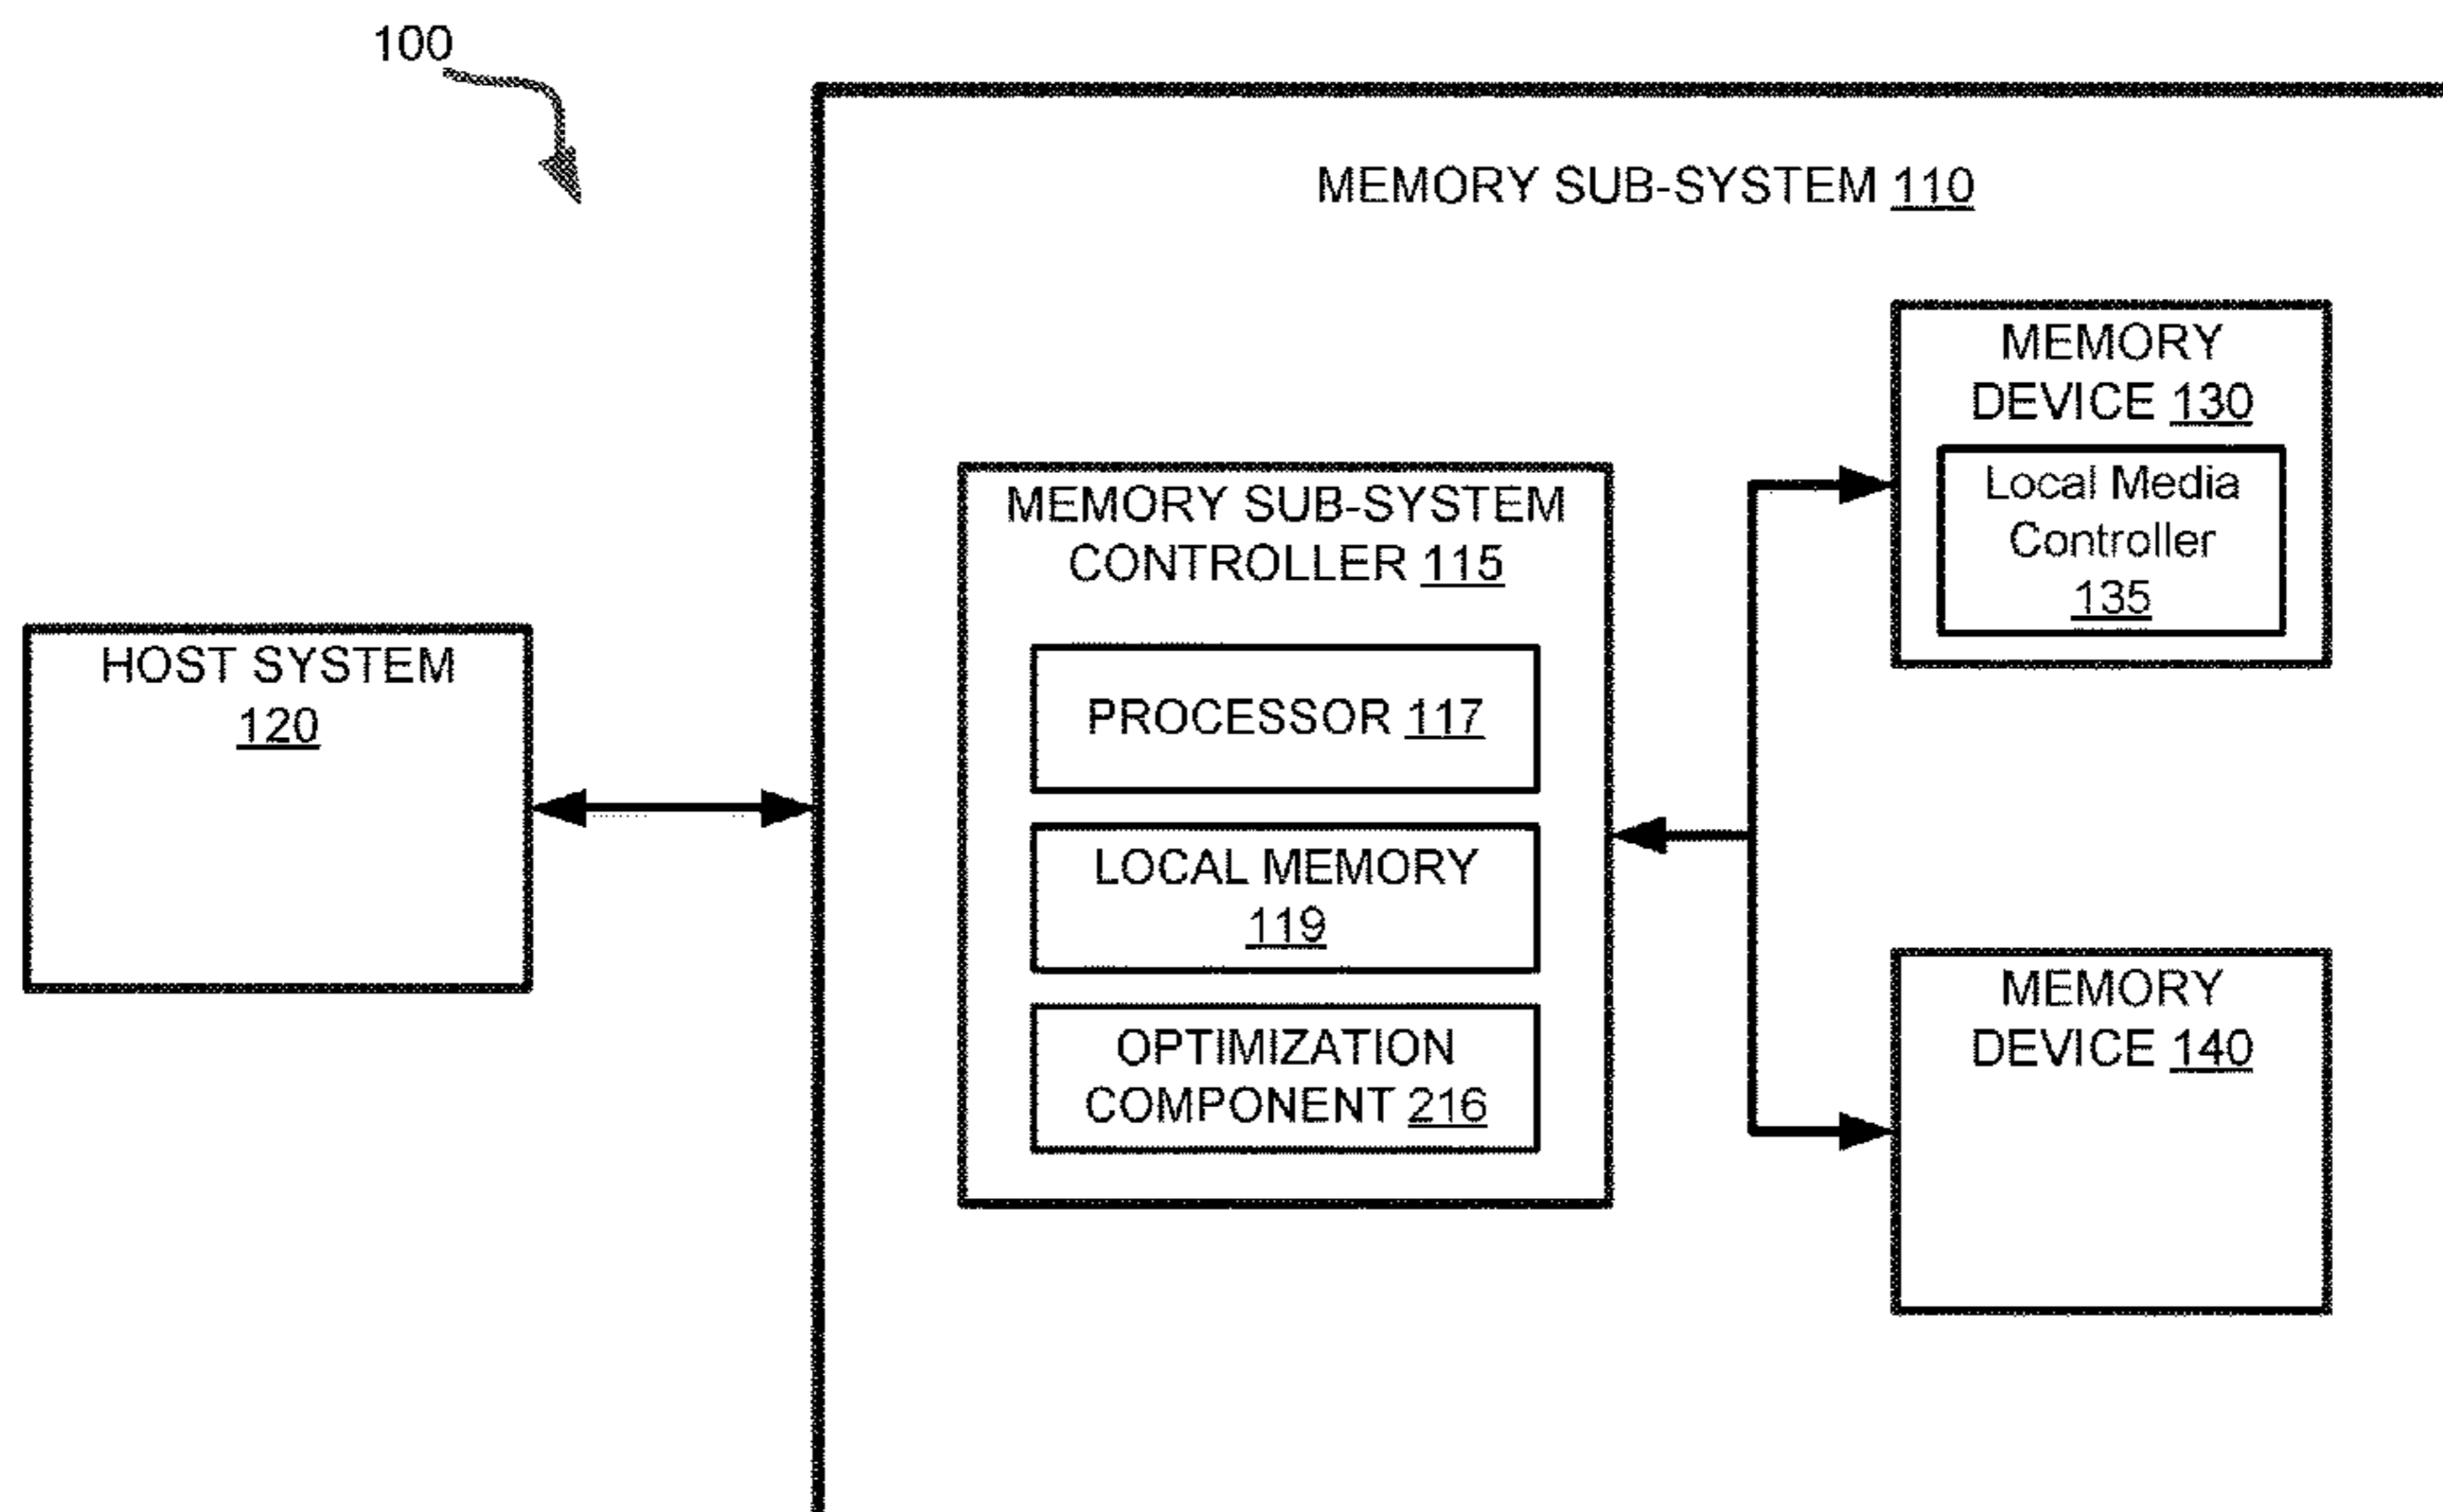 100
MEMORY SUB-SYSTEM 110
MEMORY
DEVICE 130
Local Media
Controller
135
MEMORY SUB-SYSTEM
CONTROLLER 115
PROCESSOR 117
LOCAL MEMORY
119
OPTIMIZATION
COMPONENT 216
HOST SYSTEM
120
MEMORY
DEVICE 140